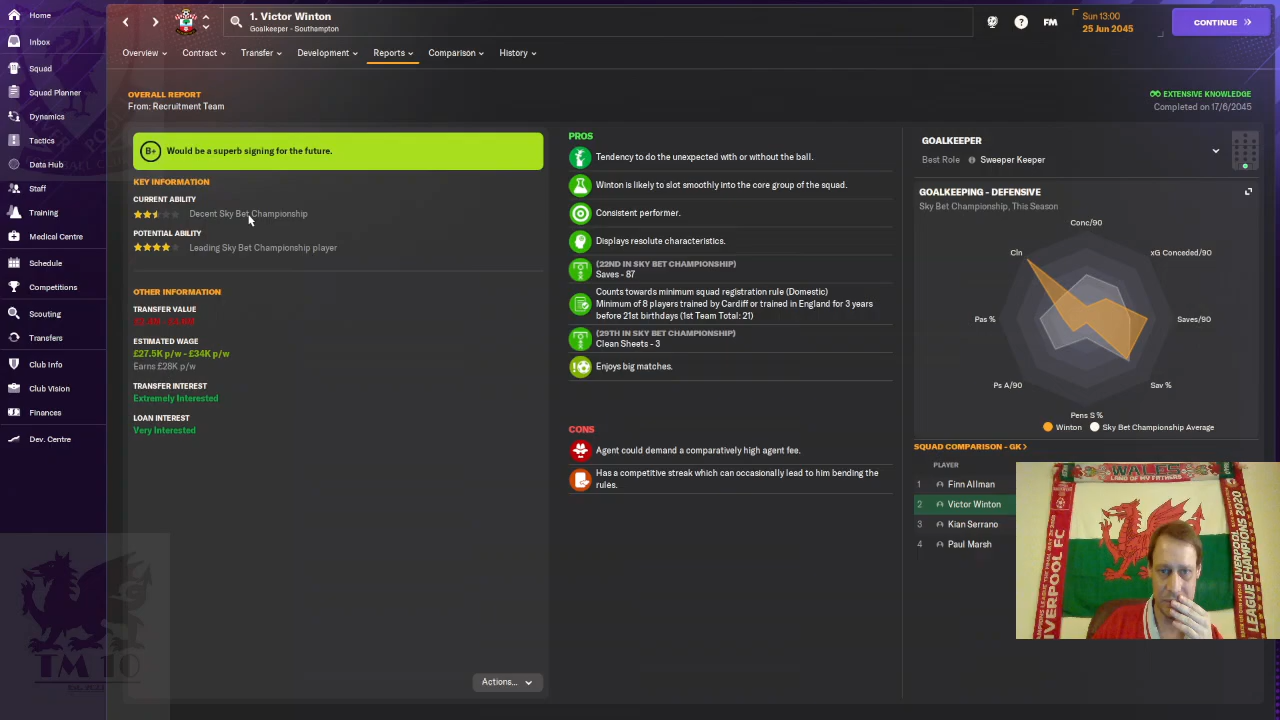 Home
Inbox
Squad
Squad Planner
Dynamics
Tactics
Data Hub
Staff
Training
Medical Centre
Schedule
Competitions
Scouting
Transfers
Club Info
Club Vision
Finances
Dev. Centre
TM 10
1. Victor Winton
Goalkeeper - Southampton
FM
Sun 13:00
25 Jun 2045
CONTINUE
Overview
Contract
Transfer
Development
Reports
Comparison
History
OVERALL REPORT
From: Recruitment Team
EXTENSIVE KNOWLEDGE
Completed on 17/6/2045
B+
Would be a superb signing for the future.
KEY INFORMATION
CURRENT ABILITY
Decent Sky Bet Championship
POTENTIAL ABILITY
Leading Sky Bet Championship player
OTHER INFORMATION
TRANSFER VALUE
ESTIMATED WAGE
£27.5K p/w - £34K p/w
Earns £28K p/w
TRANSFER INTEREST
Extremely Interested
LOAN INTEREST
Very Interested
Actions...
PROS
Tendency to do the unexpected with or without the ball.
Winton is likely to slot smoothly into the core group of the squad.
Consistent performer.
Displays resolute characteristics.
(22ND IN SKY BET CHAMPIONSHIP)
Saves - 87
Counts towards minimum squad registration rule (Domestic)
Minimum of 8 players trained by Cardiff or trained in England for 3 years
before 21st birthdays (1st Team Total: 21)
(29TH IN SKY BET CHAMPIONSHIP)
Clean Sheets - 3
Enjoys big matches.
CONS
Agent could demand a comparatively high agent fee.
Has a competitive streak which can occasionally lead to him bending the
rules.
GOALKEEPER
Best Role
Sweeper Keeper
GOALKEEPING - DEFENSIVE
Sky Bet Championship, This Season
Conc/90
Cln
xG Conceded/90
Pas %
Saves/90
Ps A/90
Sav %
Pens S %
Winton
Sky Bet Championship Average
SQUAD COMPARISON - GK >
PLAYER
1 Finn Allman
2 Victor Winton
3 Kian Serrano
4 Paul Marsh
WALES
LAND OF MY FATHERS
LIVERPOOL FC
LIVERPOOL
LEAGUE CHAMPIONS 2020